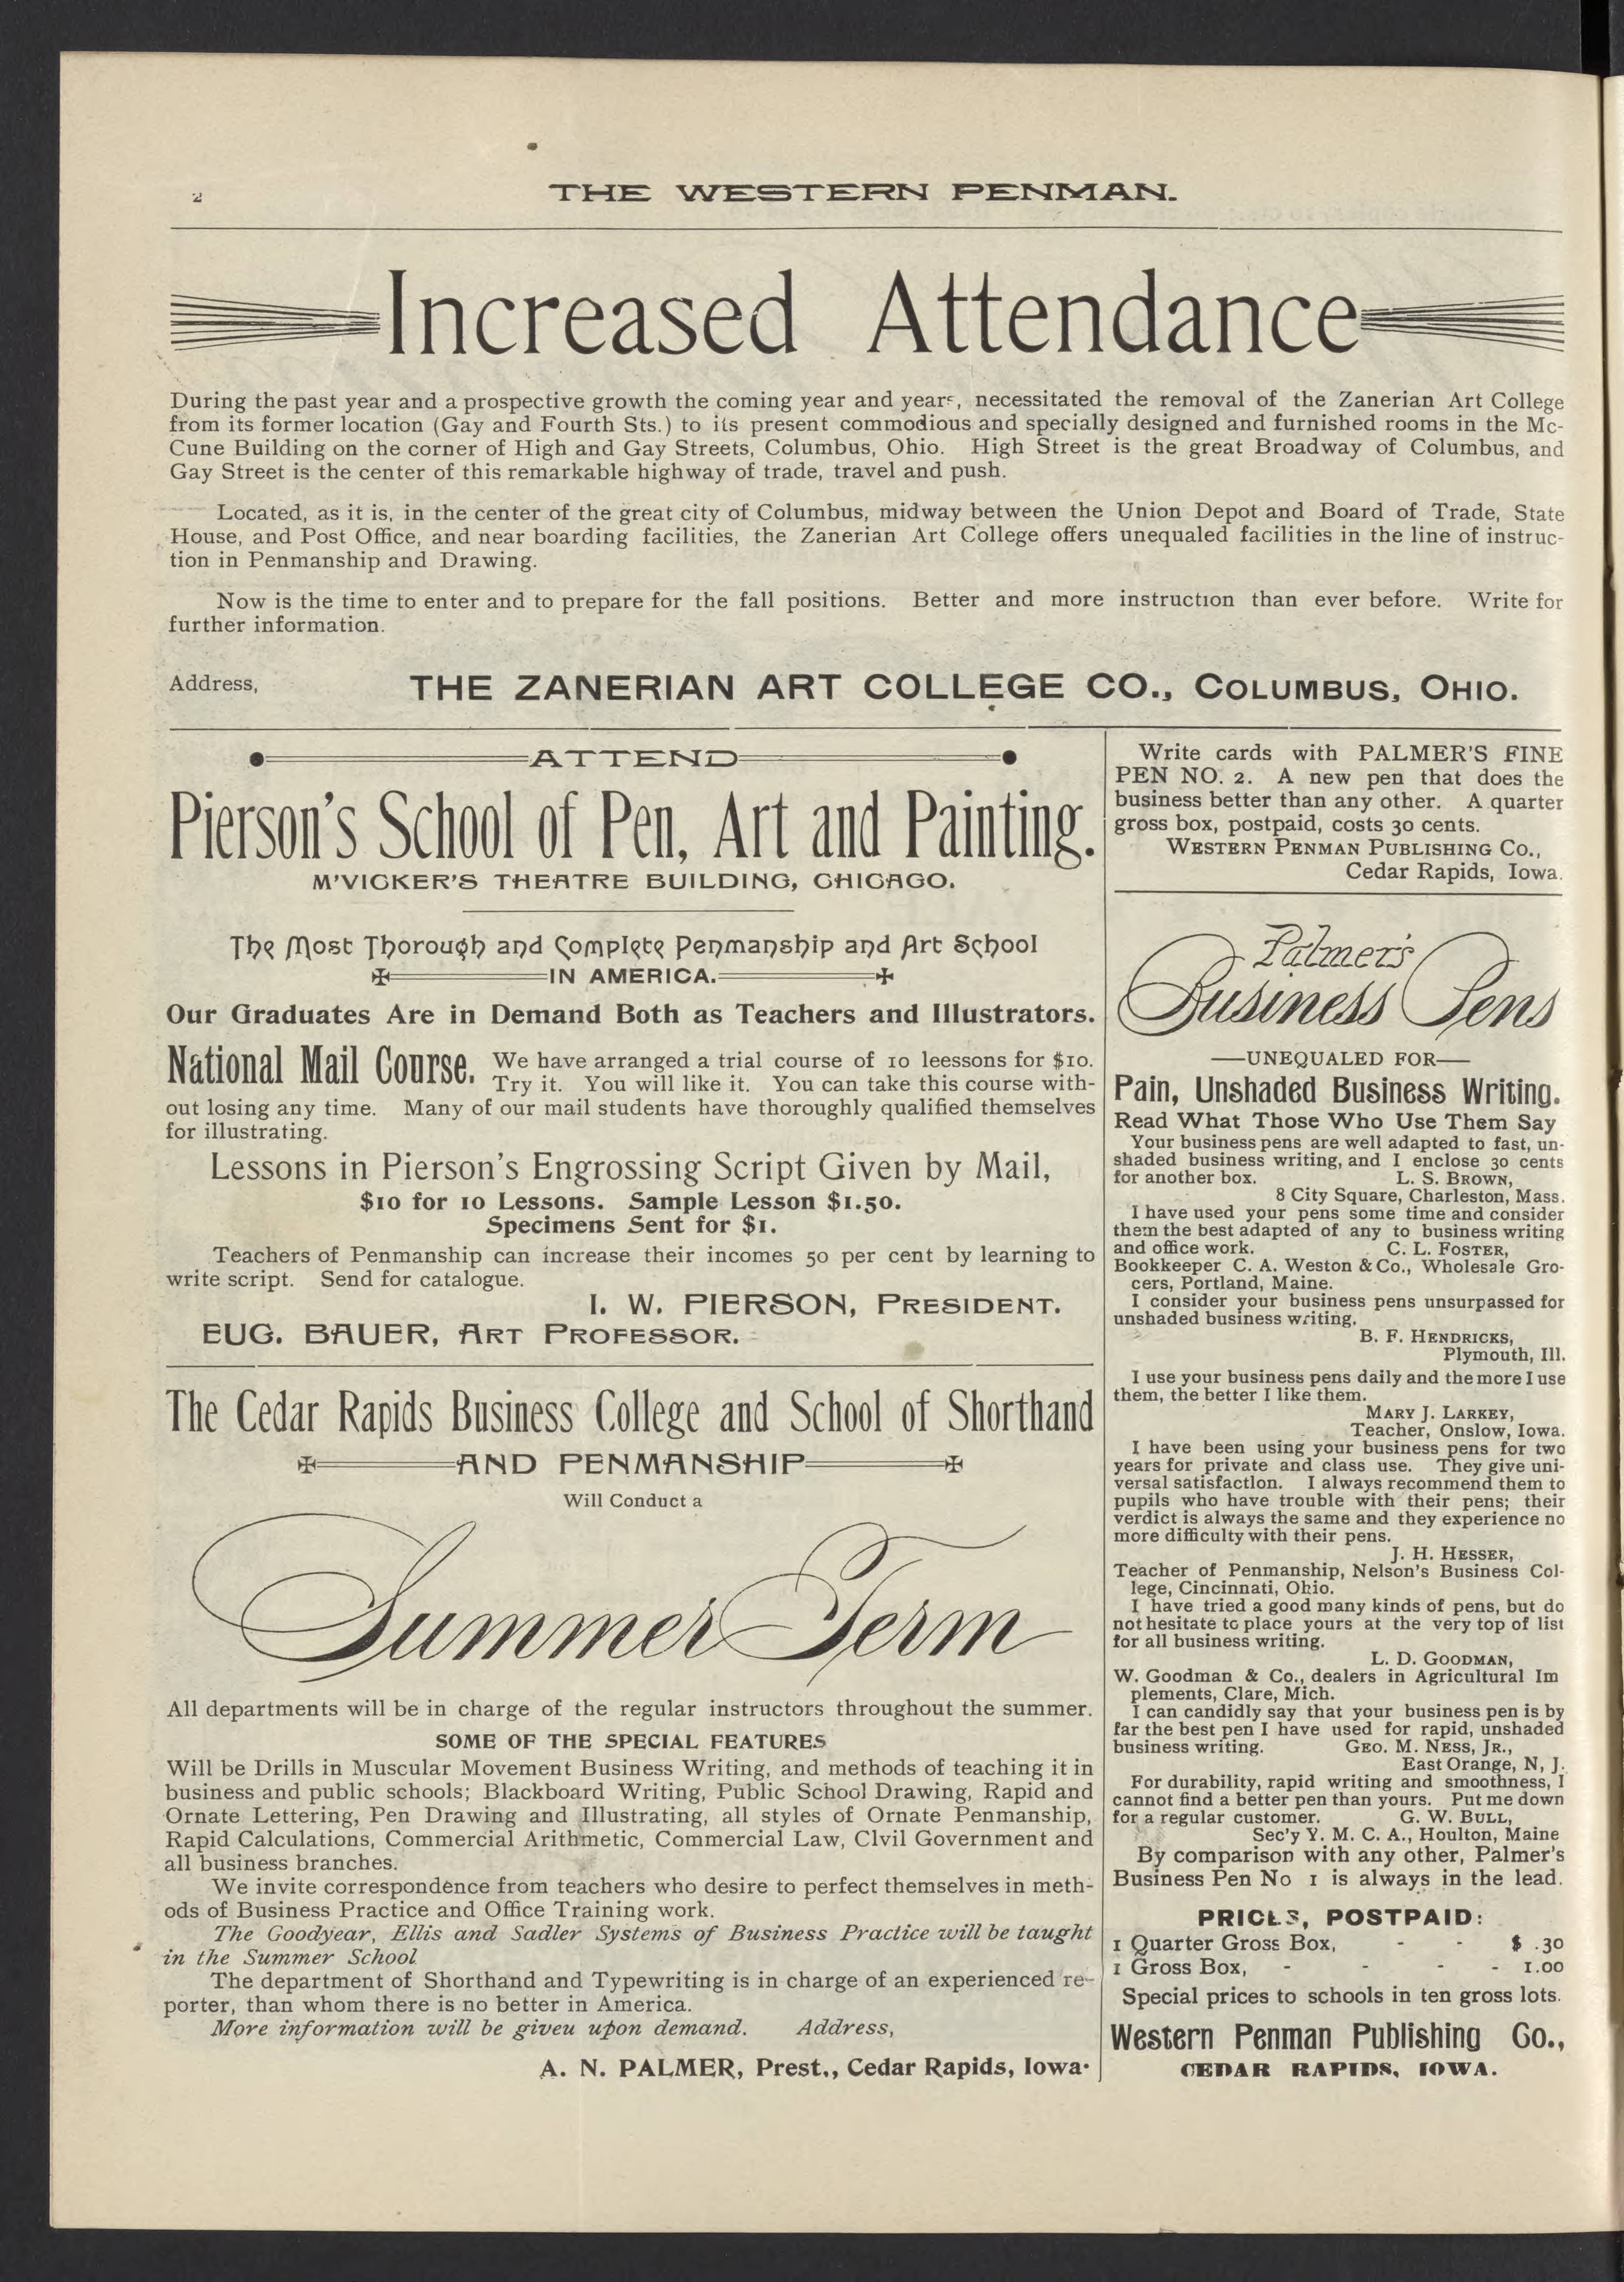 2
THE WESTERN PENMAN.
Increased Attendance
During the past year and a prospective growth the coming year and years, necessitated the removal of the Zanerian Art College
from its former location (Gay and Fourth Sts.) to its present commodious and specially designed and furnished rooms in the Mc-
Cune Building on the corner of High and Gay Streets, Columbus, Ohio. High Street is the great Broadway of Columbus, and
Gay Street is the center of this remarkable highway of trade, travel and push.
Located, as it is, in the center of the great city of Columbus, midway between the Union Depot and Board of Trade, State
House, and Post Office, and near boarding facilities, the Zanerian Art College offers unequaled facilities in the line of instruc-
tion in Penmanship and Drawing.
Now is the time to enter and to prepare for the fall positions. Better and more instruction than ever before. Write for
further information.
Address, THE ZANERIAN ART COLLEGE CO., COLUMBUS, OHIO.
ATTEND
Pierson's School of Pen, Art and Painting.
M'VICKER'S THEATRE BUILDING, CHICAGO.
The Most Thorough and Complete Penmanship and Art School
IN AMERICA.
Our Graduates Are in Demand Both as Teachers and Illustrators.
National Mail Course. We have arranged a trial course of 10 leessons for $10.
Try it. You will like it. You can take this course with-
out losing any time. Many of our mail students have thoroughly qualified themselves
for illustrating.
Lessons in Pierson's Engrossing Script Given by Mail,
$10 for 10 Lessons. Sample Lesson $1.50.
Specimens Sent for $1.
Teachers of Penmanship can increase their incomes 50 per cent by learning to
write script. Send for catalogue.
I. W. PIERSON, PRESIDENT.
EUG. BAUER, ART PROFESSOR.
The Cedar Rapids Business College and School of Shorthand
AND PENMANSHIP
Will Conduct a
Summer Term
All departments will be in charge of the regular instructors throughout the summer.
SOME OF THE SPECIAL FEATURES
Will be Drills in Muscular Movement Business Writing, and methods of teaching it in
business and public schools; Blackboard Writing, Public School Drawing, Rapid and
Ornate Lettering, Pen Drawing and Illustrating, all styles of Ornate Penmanship,
Rapid Calculations, Commercial Arithmetic, Commercial Law, CIvil Government and
all business branches.
We invite correspondence from teachers who desire to perfect themselves in meth-
ods of Business Practice and Office Training work.
The Goodyear, Ellis and Sadler Systems of Business Practice will be taught
in the Summer School
The department of Shorthand and Typewriting is in charge of an experienced re-
porter, than whom there is no better in America.
More information will be giveu upon demand. Address,
A. N. PALMER, Prest., Cedar Rapids, Iowa.
Write cards with PALMER'S FINE
PEN NO. 2. A new pen that does the
business better than any other. A quarter
gross box, postpaid, costs 30 cents.
WESTERN PENMAN PUBLISHING CO.,
Cedar Rapids, Iowa.
Palmer's
Business Pens
—UNEQUALED FOR—
Pain, Unshaded Business Writing.
Read What Those Who Use Them Say
Your business pens are well adapted to fast, un-
shaded business writing, and I enclose 30 cents
for another box. L. S. BROWN,
8 City Square, Charleston, Mass.
I have used your pens some time and consider
them the best adapted of any to business writing
and office work. C. L. FOSTER,
Bookkeeper C. A. Weston & Co., Wholesale Gro-
cers, Portland, Maine.
I consider your business pens unsurpassed for
unshaded business writing.
B. F. HENDRICKS,
Plymouth, Ill.
I use your business pens daily and the more I use
them, the better I like them.
MARY J. LARKEY,
Teacher, Onslow, Iowa.
I have been using your business pens for two
years for private and class use. They give uni-
versal satisfactIon. I always recommend them to
pupils who have trouble with their pens; their
verdict is always the same and they experience no
more difficulty with their pens.
J. H. HESSER,
Teacher of Penmanship, Nelson's Business Col-
lege, Cincinnati, Ohio.
I have tried a good many kinds of pens, but do
not hesitate to place yours at the very top of list
for all business writing.
L. D. GOODMAN,
W. Goodman & Co., dealers in Agricultural Im
plements, Clare, Mich.
I can candidly say that your business pen is by
far the best pen I have used for rapid, unshaded
business writing. GEO. M. NESS, JR.,
East Orange, N, J.
For durability, rapid writing and smoothness, I
cannot find a better pen than yours. Put me down
for a regular customer. G. W. BULL,
Sec'y Y. M. C. A., Houlton, Maine
By comparison with any other, Palmer's
Business Pen No 1 is always in the lead.
PRICES, POSTPAID:
1 Quarter Gross Box, - - $ .30
1 Gross Box, - - - - 1.00
Special prices to schools in ten gross lots.
Western Penman Publishing Co.,
CEDAR RAPIDS, IOWA.